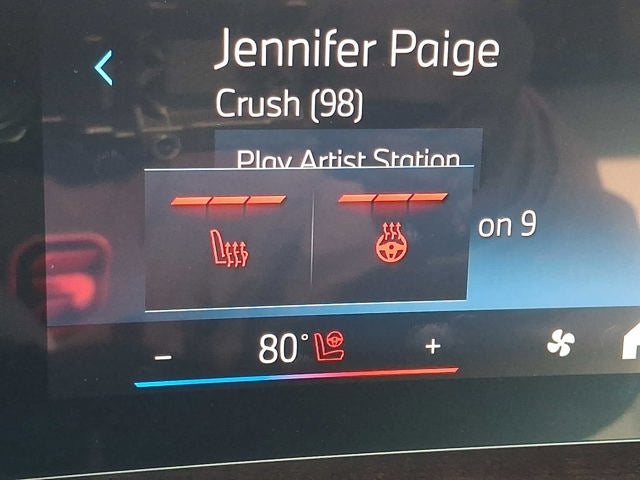 Jennifer Paige
Crush (98)
Play Artist Station
on 9
− 80° +